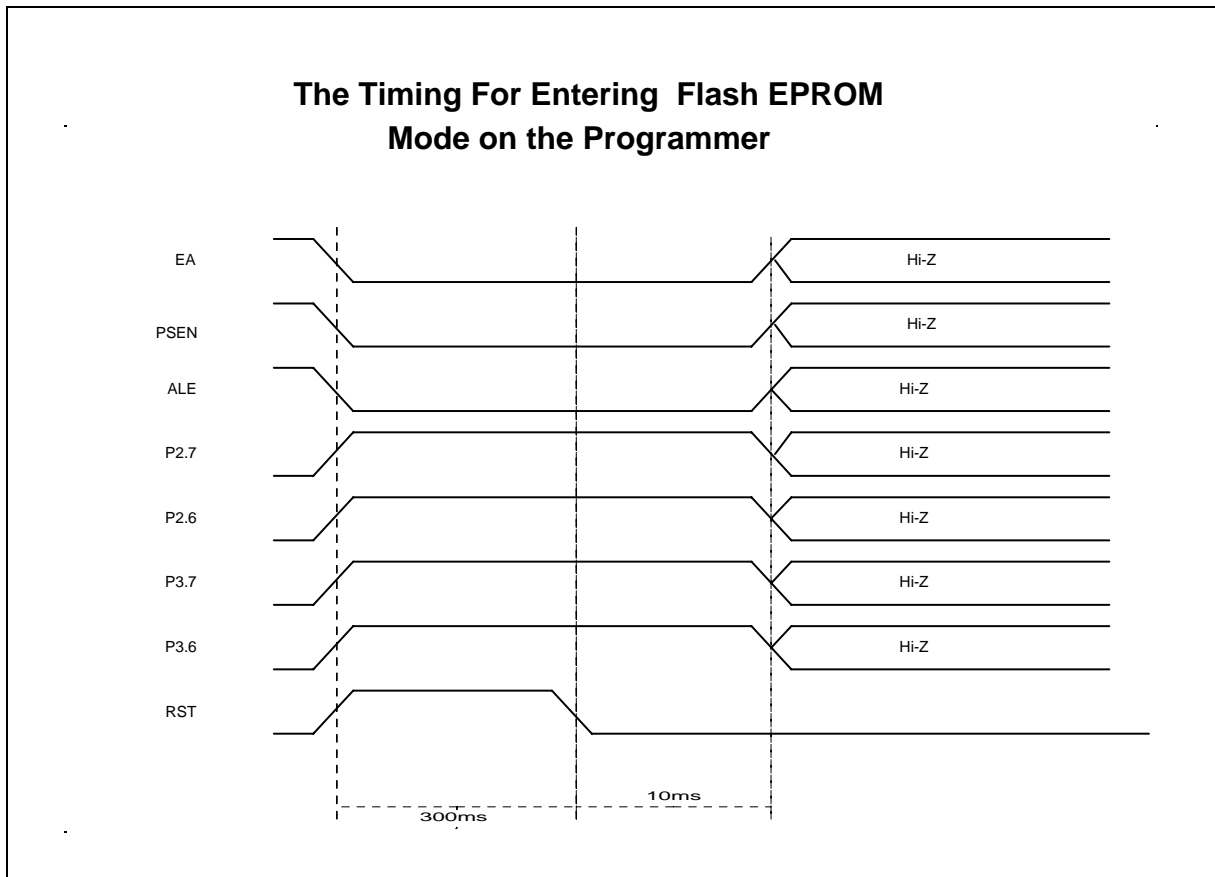 The Timing For Entering Flash EPROM
Mode on the Programmer
EA
Hi-Z
PSEN
Hi-Z
ALE
Hi-Z
P2.7
Hi-Z
P2.6
Hi-Z
P3.7
Hi-Z
P3.6
Hi-Z
RST
10ms
300ms